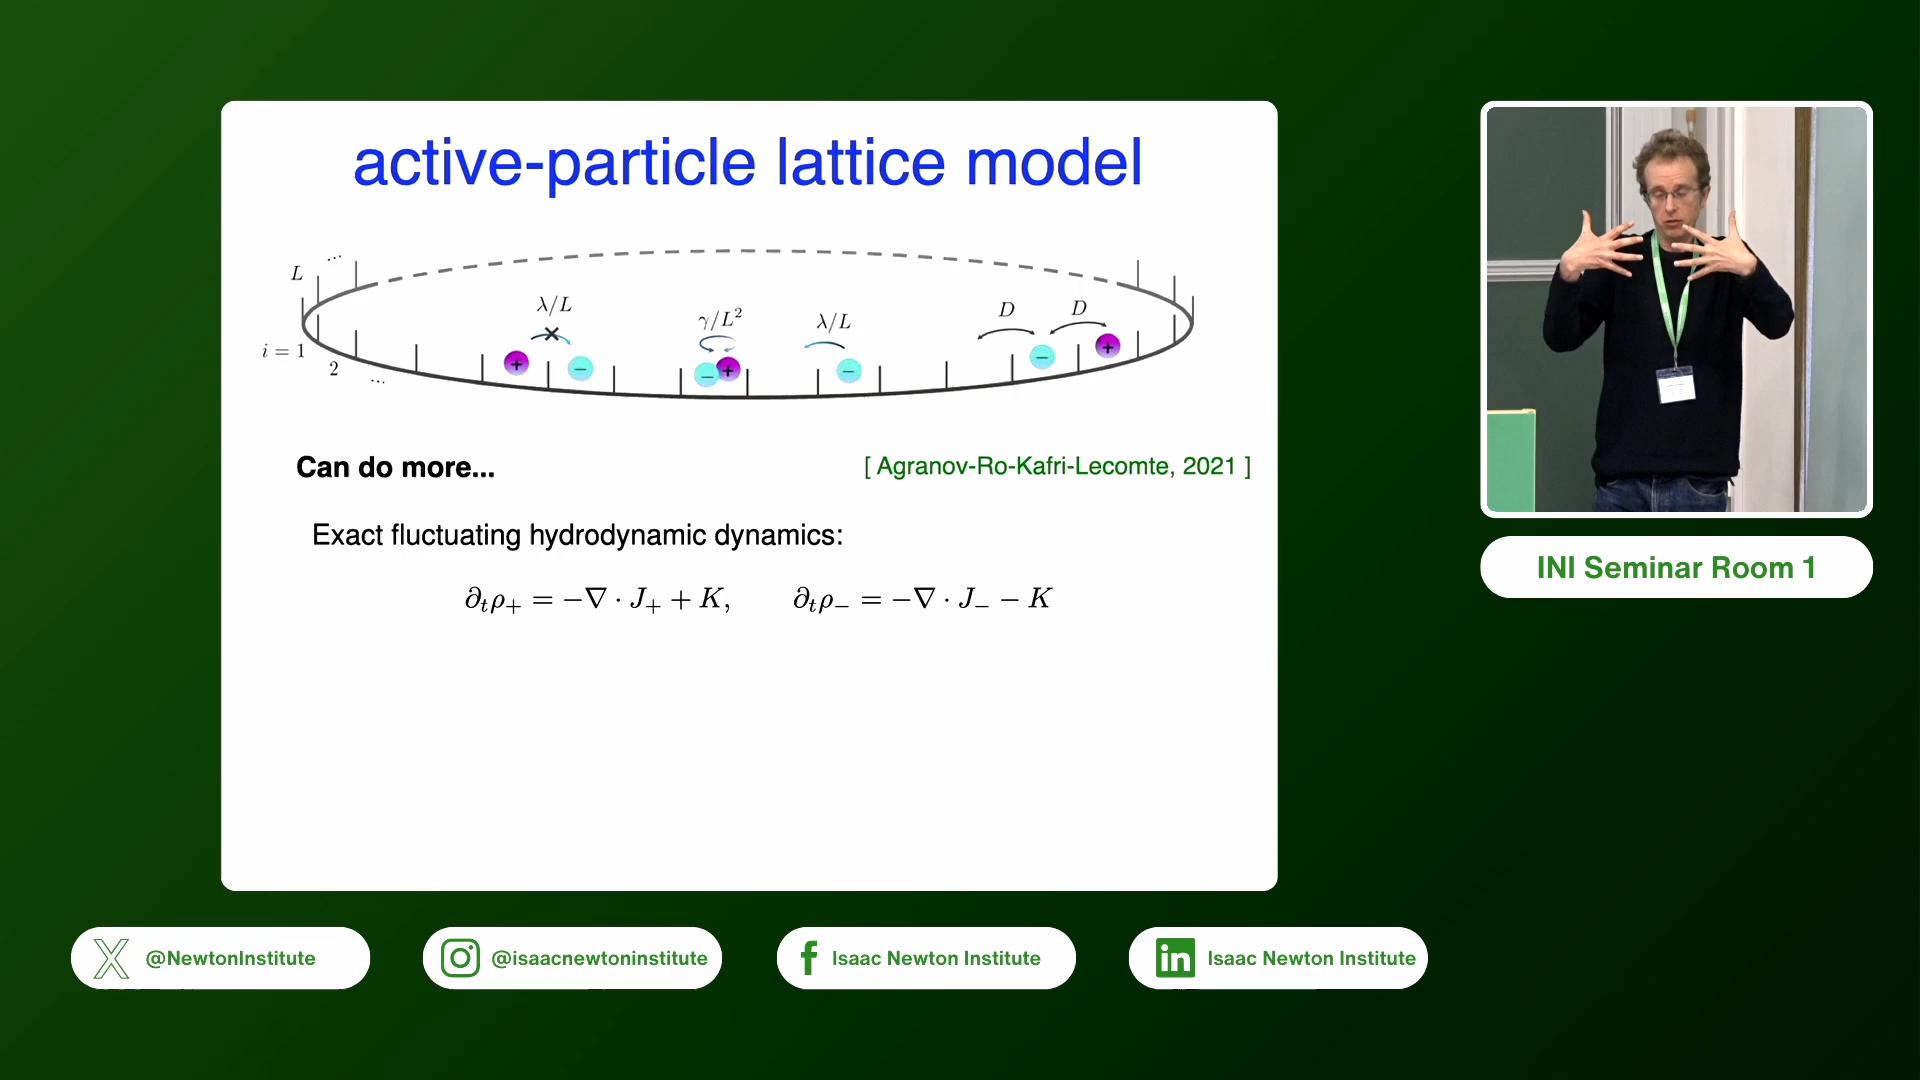 active-particle lattice model
L
...
λ/L
γ/L²
λ/L
D
D
i = 1
2
...
+
−
−
+
−
−
+
Can do more...
[ Agranov-Ro-Kafri-Lecomte, 2021 ]
Exact fluctuating hydrodynamic dynamics:
∂ₜρ₊ = −∇ · J₊ + K,  ∂ₜρ₋ = −∇ · J₋ − K
INI Seminar Room 1
@NewtonInstitute
@isaacnewtoninstitute
Isaac Newton Institute
Isaac Newton Institute